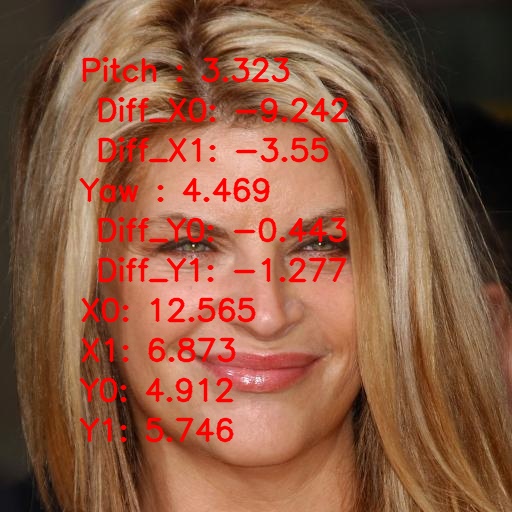 Pitch : 3.323
Diff_X0: -9.242
Diff_X1: -3.55
Yaw : 4.469
Diff_Y0: -0.443
Diff_Y1: -1.277
X0: 12.565
X1: 6.873
Y0: 4.912
Y1: 5.746